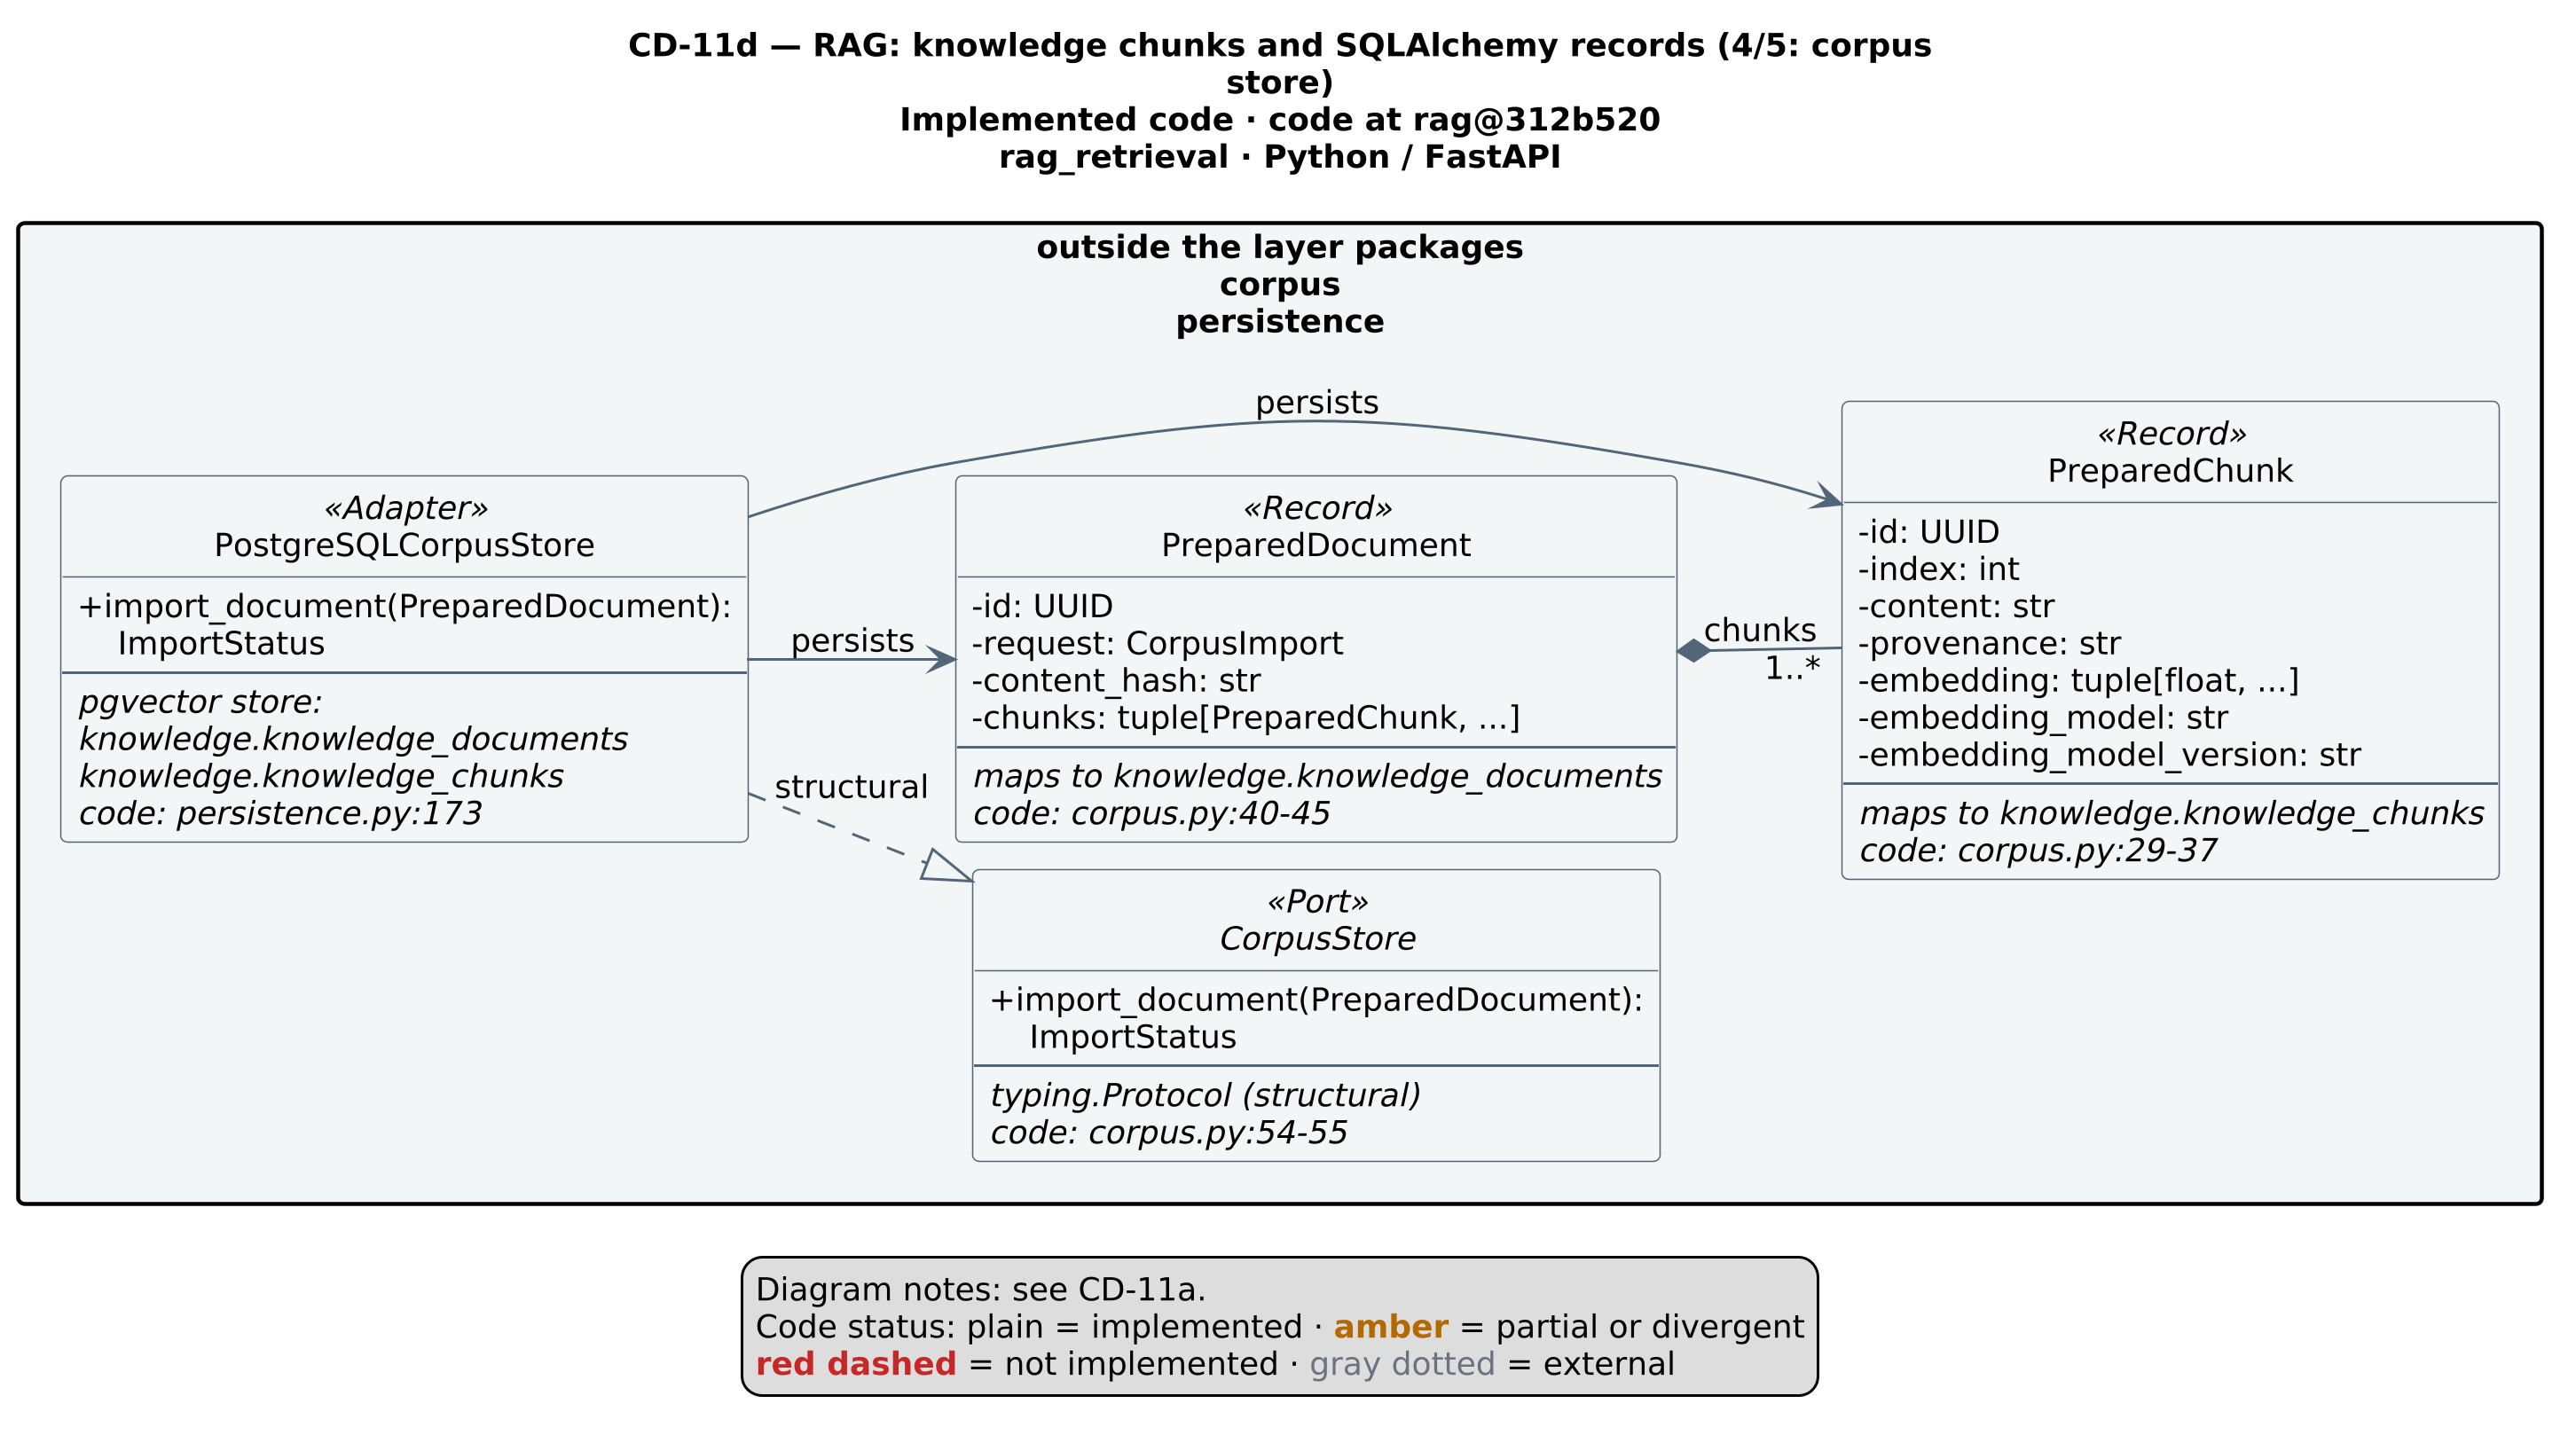 CD-11d — RAG: knowledge chunks and SQLAlchemy records (4/5: corpus
store)
Implemented code · code at rag@312b520
rag_retrieval · Python / FastAPI
outside the layer packages
corpus
persistence
persists
«Adapter»
PostgreSQLCorpusStore
+import_document(PreparedDocument):
ImportStatus
pgvector store:
knowledge.knowledge_documents
knowledge.knowledge_chunks
code: persistence.py:173
persists
structural
«Record»
PreparedDocument
-id: UUID
-request: CorpusImport
-content_hash: str
-chunks: tuple[PreparedChunk, ...]
maps to knowledge.knowledge_documents
code: corpus.py:40-45
chunks
1..*
«Record»
PreparedChunk
-id: UUID
-index: int
-content: str
-provenance: str
-embedding: tuple[float, ...]
-embedding_model: str
-embedding_model_version: str
maps to knowledge.knowledge_chunks
code: corpus.py:29-37
«Port»
CorpusStore
+import_document(PreparedDocument):
ImportStatus
typing.Protocol (structural)
code: corpus.py:54-55
Diagram notes: see CD-11a.
Code status: plain = implemented · amber = partial or divergent
red dashed = not implemented · gray dotted = external